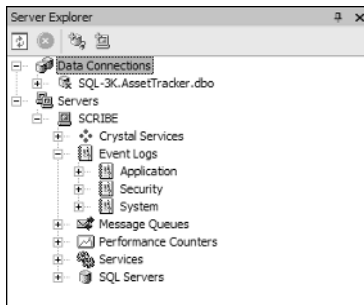 Server Explorer
Data Connections
SQL-3K.AssetTracker.dbo
Servers
SCRIBE
Crystal Services
Event Logs
Application
Security
System
Message Queues
Performance Counters
Services
SQL Servers